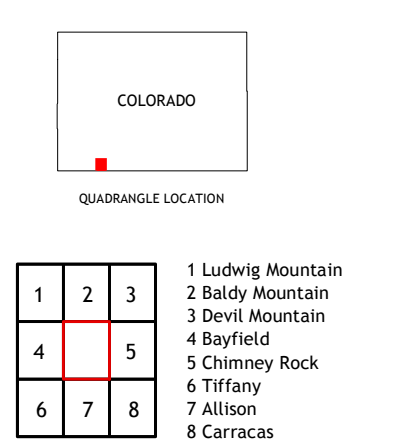 COLORADO
QUADRANGLE LOCATION
1 2 3
4 5
6 7 8
1 Ludwig Mountain
2 Baldy Mountain
3 Devil Mountain
4 Bayfield
5 Chimney Rock
6 Tiffany
7 Allison
8 Carracas